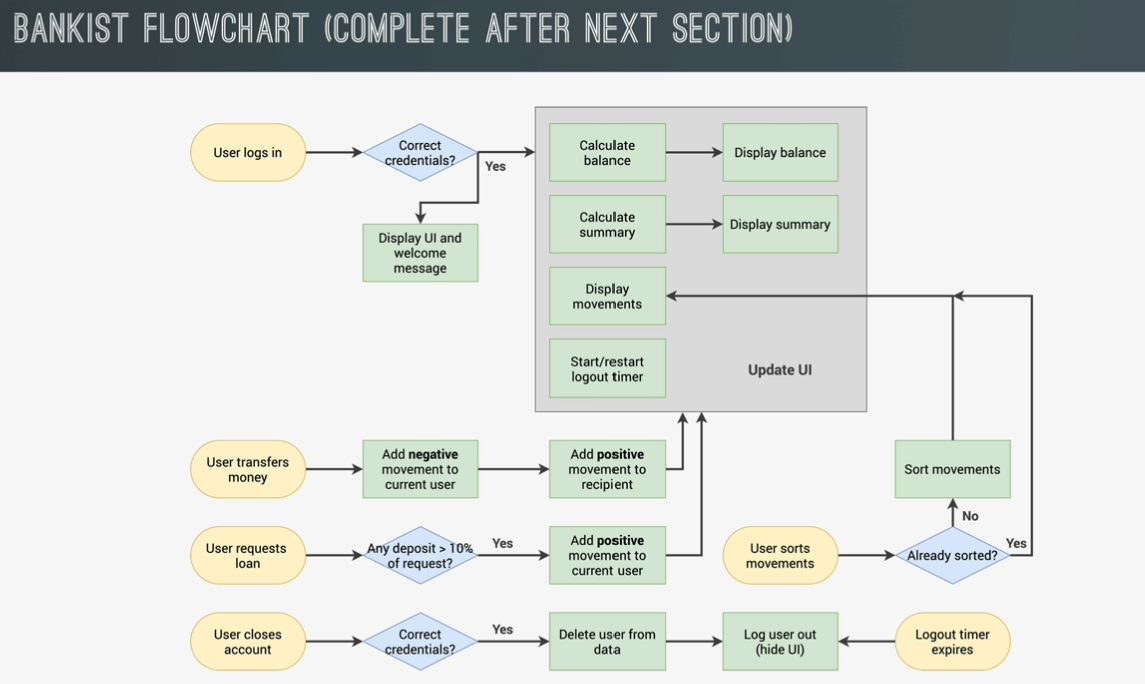 BANKIST FLOWCHART (COMPLETE AFTER NEXT SECTION)
User logs in
Correct
credentials?
Yes
Display UI and
welcome
message
Calculate
balance
Display balance
Calculate
summary
Display summary
Display
movements
Start/restart
logout timer
Update UI
User transfers
money
Add negative
movement to
current user
Add positive
movement to
recipient
Sort movements
No
User requests
loan
Any deposit > 10%
of request?
Yes
Add positive
movement to
current user
User sorts
movements
Already sorted?
Yes
User closes
account
Correct
credentials?
Yes
Delete user from
data
Log user out
(hide UI)
Logout timer
expires